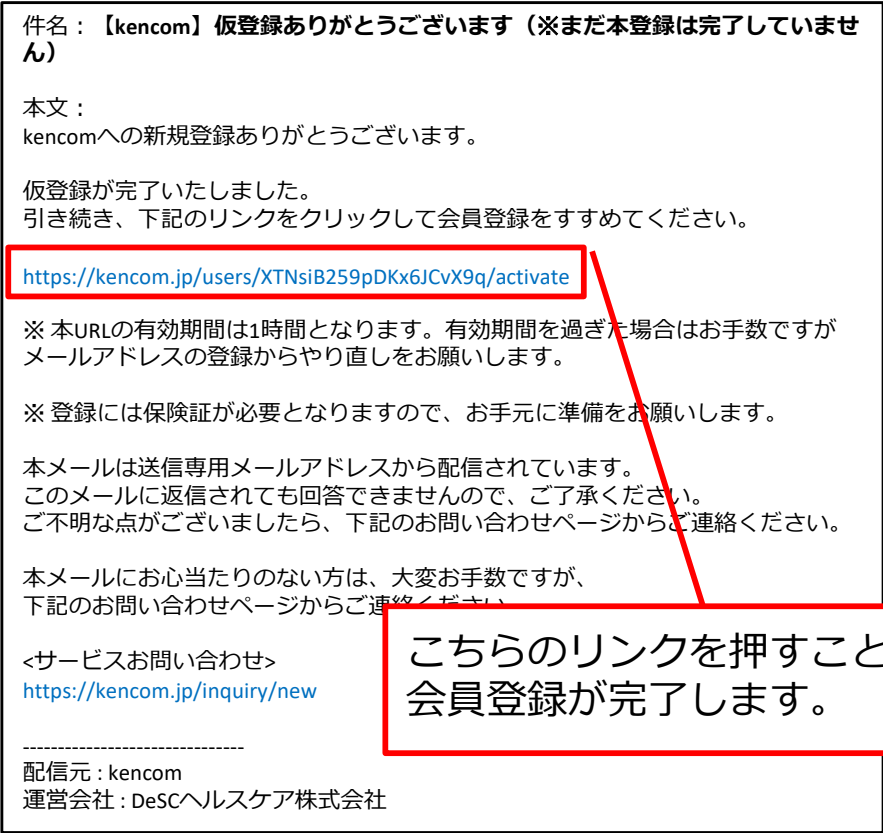 件名：【kencom】仮登録ありがとうございます（※まだ本登録は完了していませ
ん）
本文：
kencomへの新規登録ありがとうございます。
仮登録が完了いたしました。
引き続き、下記のリンクをクリックして会員登録をすすめてください。
https://kencom.jp/users/XTNsiB259pDKx6JCvX9q/activate
※ 本URLの有効期間は1時間となります。有効期間を過ぎた場合はお手数ですが
メールアドレスの登録からやり直しをお願いします。
※ 登録には保険証が必要となりますので、お手元に準備をお願いします。
本メールは送信専用メールアドレスから配信されています。
このメールに返信されても回答できませんので、ご了承ください。
ご不明な点がございましたら、下記のお問い合わせページからご連絡ください。
本メールにお心当たりのない方は、大変お手数ですが、
下記のお問い合わせページからご連絡ください
こちらのリンクを押すこと
会員登録が完了します。
<サービスお問い合わせ>
https://kencom.jp/inquiry/new
-------------------------------
配信元 : kencom
運営会社 : DeSCヘルスケア株式会社